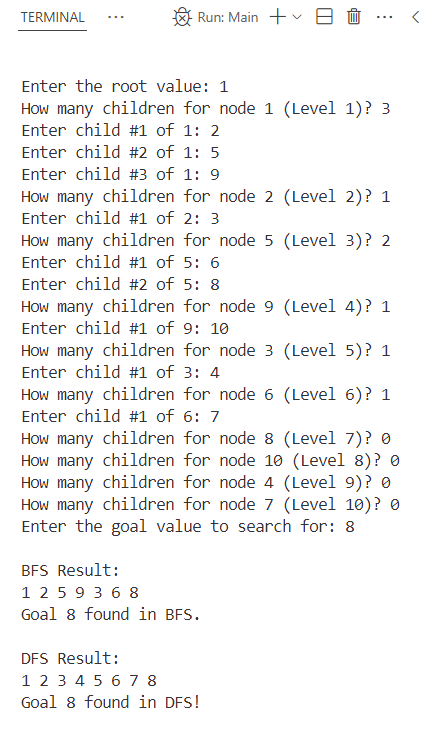 TERMINAL ... Run: Main ...
Enter the root value: 1
How many children for node 1 (Level 1)? 3
Enter child #1 of 1: 2
Enter child #2 of 1: 5
Enter child #3 of 1: 9
How many children for node 2 (Level 2)? 1
Enter child #1 of 2: 3
How many children for node 5 (Level 3)? 2
Enter child #1 of 5: 6
Enter child #2 of 5: 8
How many children for node 9 (Level 4)? 1
Enter child #1 of 9: 10
How many children for node 3 (Level 5)? 1
Enter child #1 of 3: 4
How many children for node 6 (Level 6)? 1
Enter child #1 of 6: 7
How many children for node 8 (Level 7)? 0
How many children for node 10 (Level 8)? 0
How many children for node 4 (Level 9)? 0
How many children for node 7 (Level 10)? 0
Enter the goal value to search for: 8
BFS Result:
1 2 5 9 3 6 8
Goal 8 found in BFS.
DFS Result:
1 2 3 4 5 6 7 8
Goal 8 found in DFS!